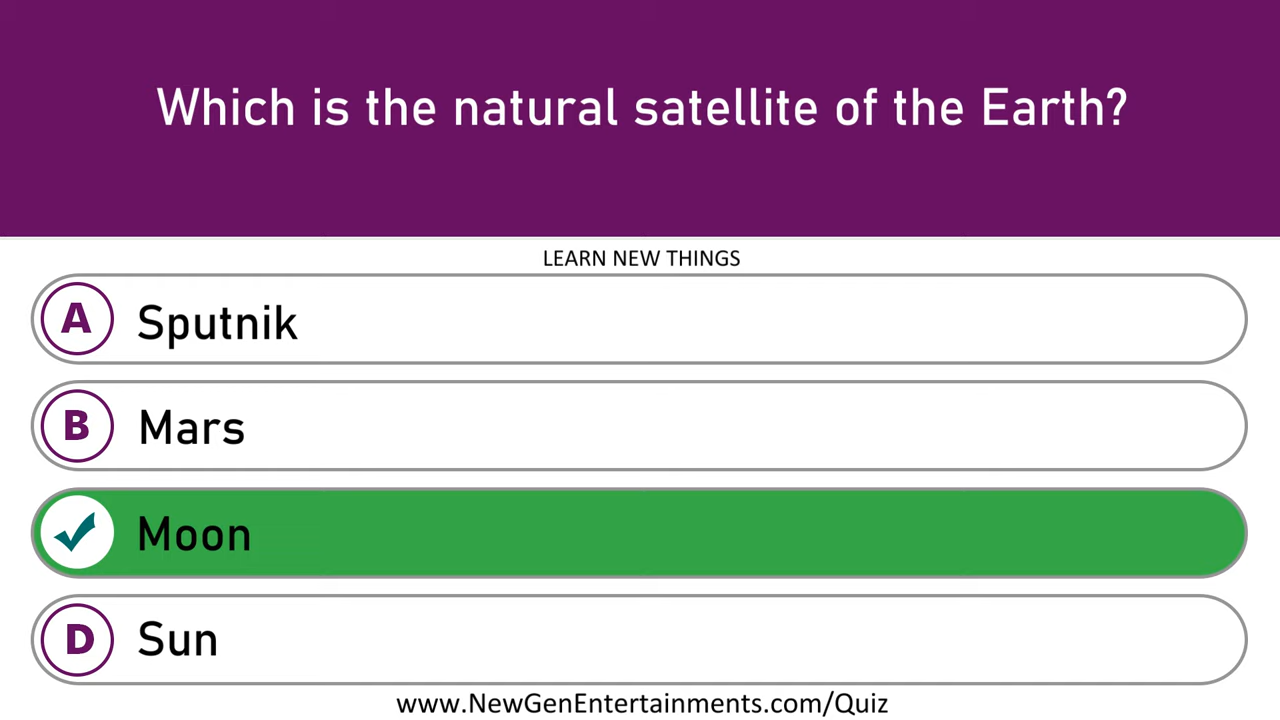 Which is the natural satellite of the Earth?
LEARN NEW THINGS
A Sputnik
B Mars
Moon
D Sun
www.NewGenEntertainments.com/Quiz